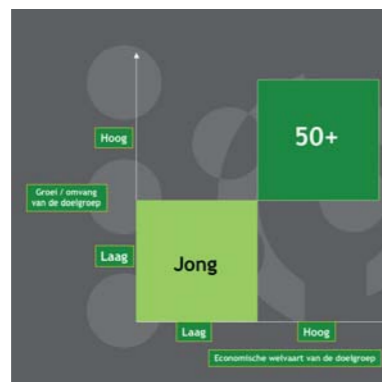 50+
Hoog
Groei / omvang
van de doelgroep
Laag
Jong
Laag
Hoog
Economische welvaart van de doelgroep